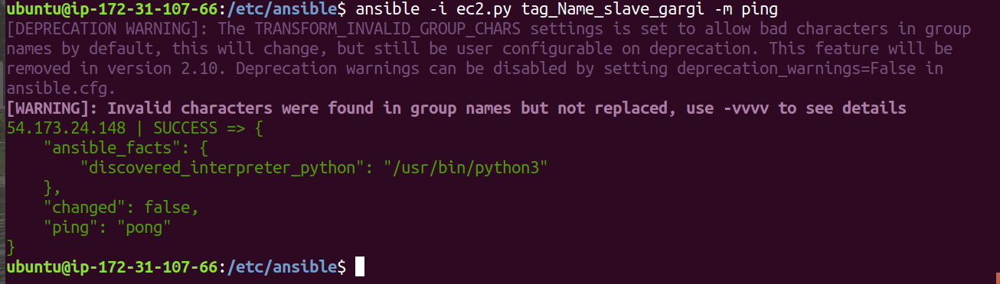 ubuntu@ip-172-31-107-66:/etc/ansible$ ansible -i ec2.py tag_Name_slave_gargi -m ping
[DEPRECATION WARNING]: The TRANSFORM_INVALID_GROUP_CHARS settings is set to allow bad characters in group
names by default, this will change, but still be user configurable on deprecation. This feature will be
removed in version 2.10. Deprecation warnings can be disabled by setting deprecation_warnings=False in
ansible.cfg.
[WARNING]: Invalid characters were found in group names but not replaced, use -vvvv to see details
54.173.24.148 | SUCCESS => {
    "ansible_facts": {
        "discovered_interpreter_python": "/usr/bin/python3"
    },
    "changed": false,
    "ping": "pong"
}
ubuntu@ip-172-31-107-66:/etc/ansible$